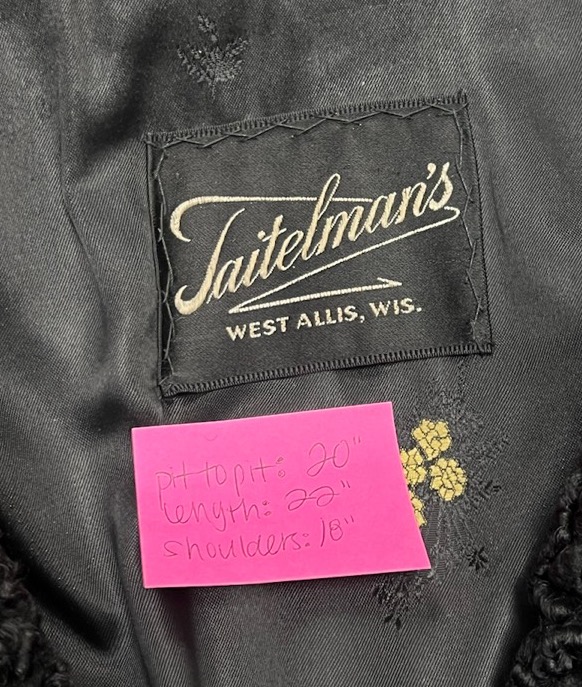 Taitelman's
WEST ALLIS, WIS.
pit to pit: 20"
length: 22"
shoulders: 18"